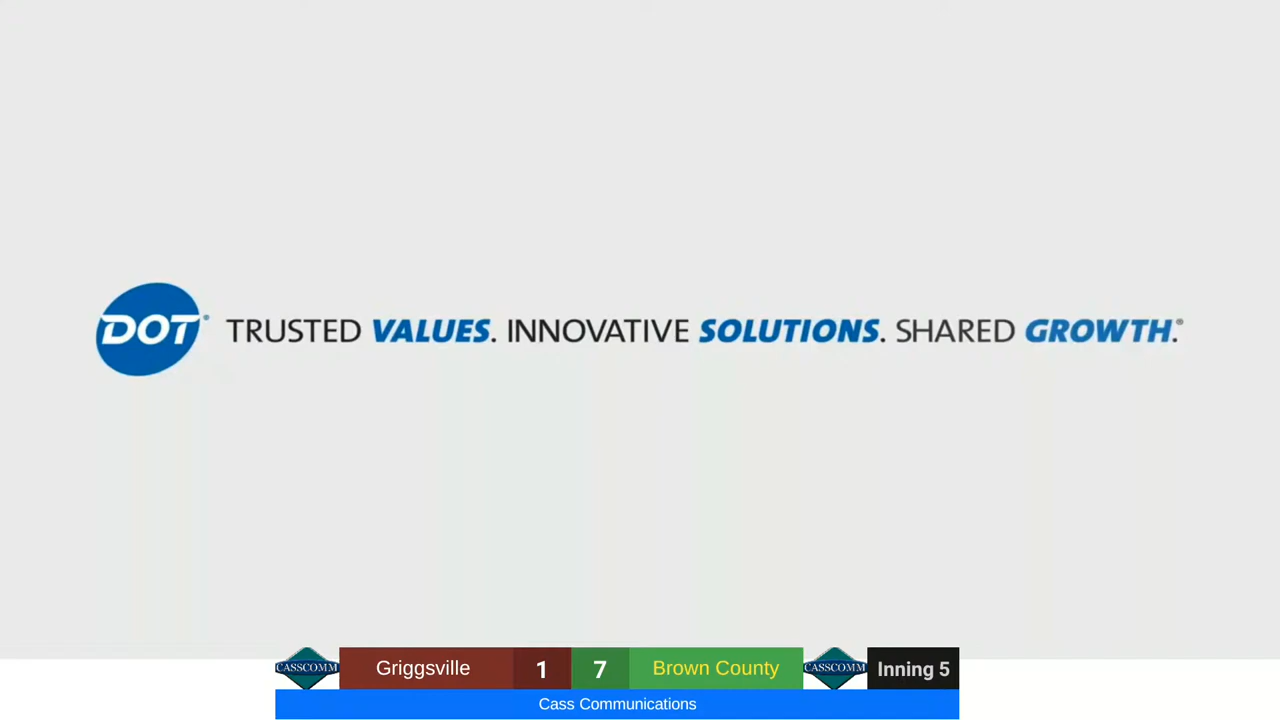 DOT® TRUSTED VALUES. INNOVATIVE SOLUTIONS. SHARED GROWTH.®
CASSCOMM Griggsville 1 7 Brown County CASSCOMM Inning 5
Cass Communications